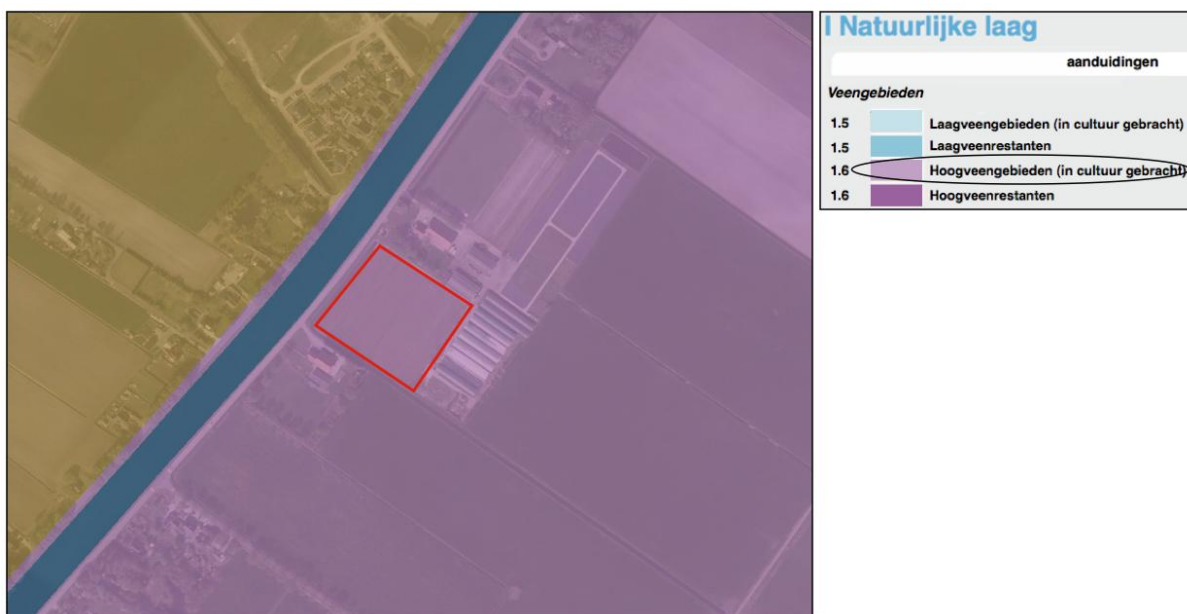 I Natuurlijke laag
aanduidingen
Veengebieden
1.5 Laagveengebieden (in cultuur gebracht)
1.5 Laagveenrestanten
1.6 Hoogveengebieden (in cultuur gebracht)
1.6 Hoogveenrestanten